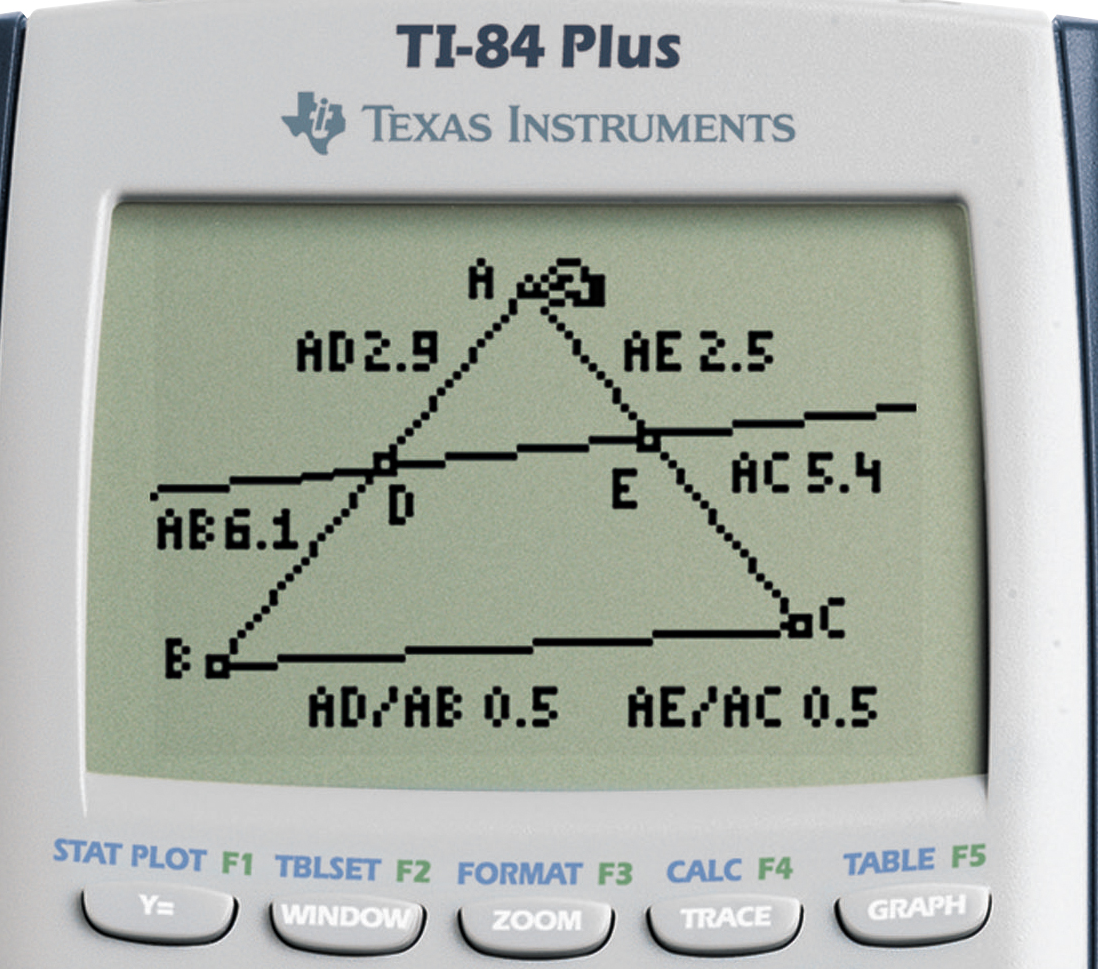 TI-84 Plus
TEXAS INSTRUMENTS
A
AD 2.9 AE 2.5
AC 5.4
E
D
AB 6.1
C
B
AD/AB 0.5 AE/AC 0.5
STAT PLOT F1 TBLSET F2 FORMAT F3 CALC F4 TABLE F5
Y= WINDOW ZOOM TRACE GRAPH